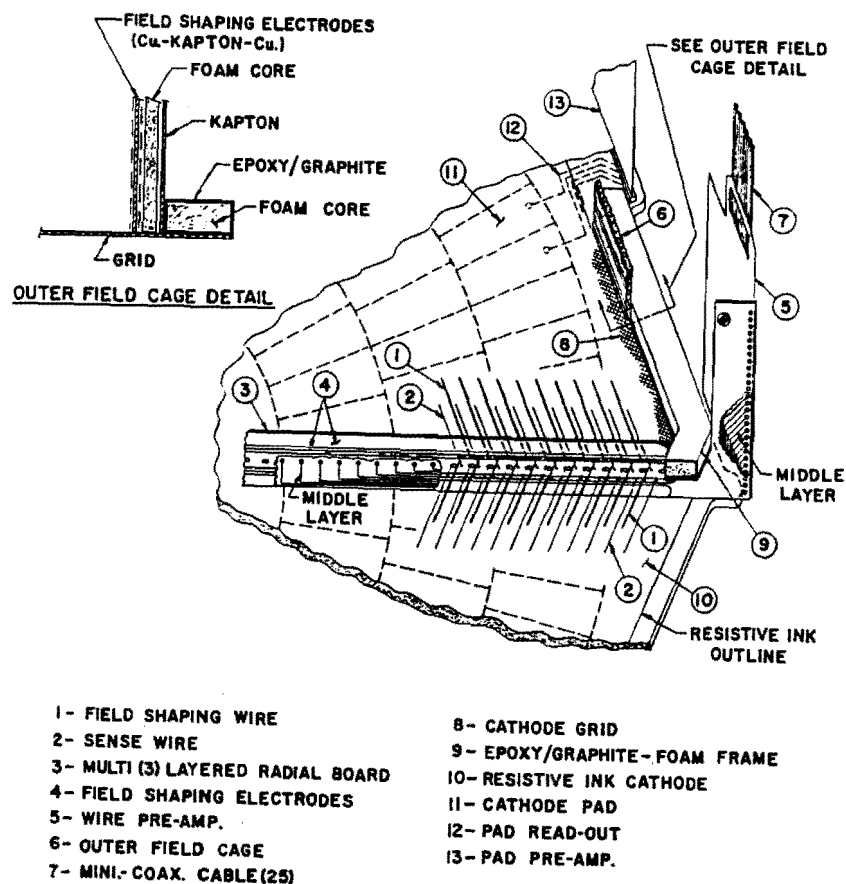 FIELD SHAPING ELECTRODES
(Cu-KAPTON-Cu.)
FOAM CORE
KAPTON
EPOXY/GRAPHITE
FOAM CORE
GRID
OUTER FIELD CAGE DETAIL
SEE OUTER FIELD
CAGE DETAIL
13
12
11
6
7
5
8
1
2
3
4
MIDDLE
LAYER
MIDDLE
LAYER
1
9
2
10
RESISTIVE INK
OUTLINE
1- FIELD SHAPING WIRE
2- SENSE WIRE
3- MULTI (3) LAYERED RADIAL BOARD
4- FIELD SHAPING ELECTRODES
5- WIRE PRE-AMP.
6- OUTER FIELD CAGE
7- MINI.-COAX. CABLE (25)
8- CATHODE GRID
9- EPOXY/GRAPHITE-FOAM FRAME
10- RESISTIVE INK CATHODE
11- CATHODE PAD
12- PAD READ-OUT
13- PAD PRE-AMP.